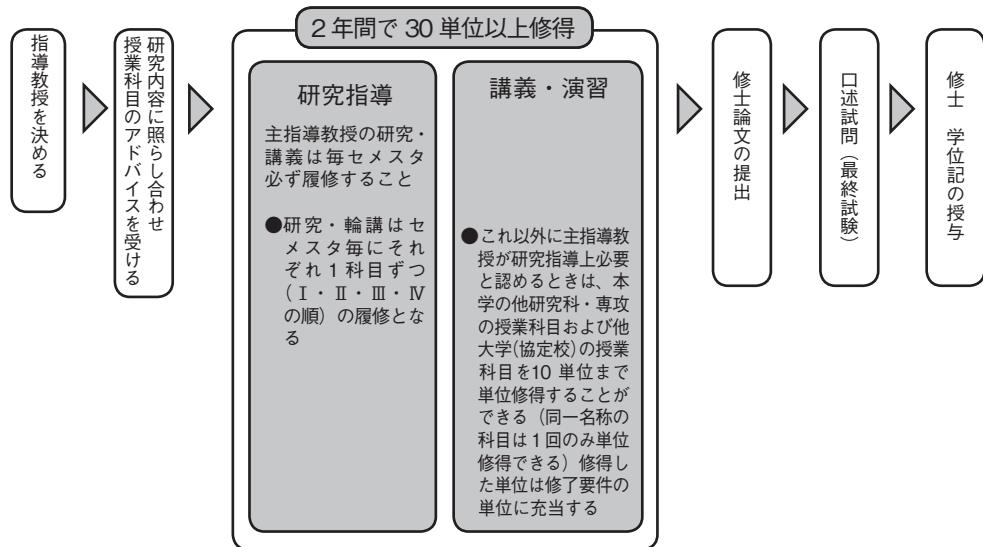 指導教授を決める
研究内容に照らし合わせ
授業科目のアドバイスを受ける
2年間で30単位以上修得
研究指導
主指導教授の研究・
講義は毎セメスタ
必ず履修すること
●研究・輪講はセ
メスタ毎にそれ
ぞれ1科目ずつ
(Ⅰ・Ⅱ・Ⅲ・Ⅳ
の順)の履修とな
る
講義・演習
●これ以外に主指導教
授が研究指導上必要
と認めるときは、本
学の他研究科・専攻
の授業科目および他
大学(協定校)の授業
科目を10単位まで
単位修得することが
できる(同一名称の
科目は1回のみ単位
修得できる)修得し
た単位は修了要件の
単位に充当する
修士論文の提出
口述試問(最終試験)
修士 学位記の授与